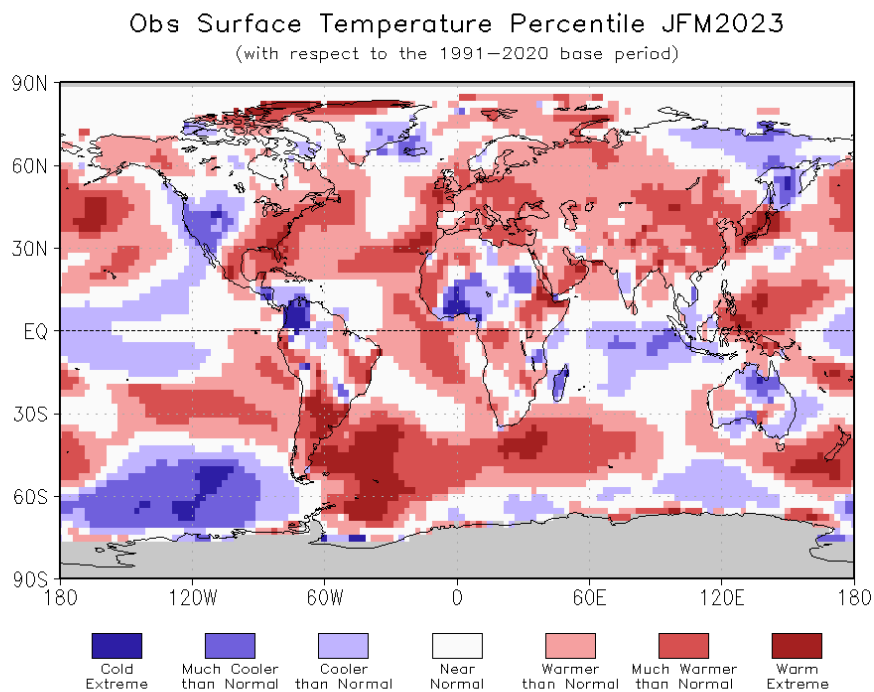 Obs Surface Temperature Percentile JFM2023
(with respect to the 1991−2020 base period)
90N
60N
30N
EQ
30S
60S
90S
180 120W 60W 0 60E 120E 180
Cold Extreme
Much Cooler than Normal
Cooler than Normal
Near Normal
Warmer than Normal
Much Warmer than Normal
Warm Extreme